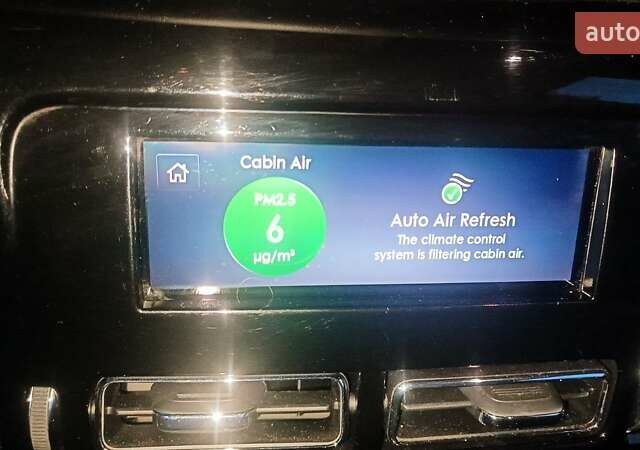 auto
Cabin Air
PM2.5
6
µg/m³
Auto Air Refresh
The climate control
system is filtering cabin air.